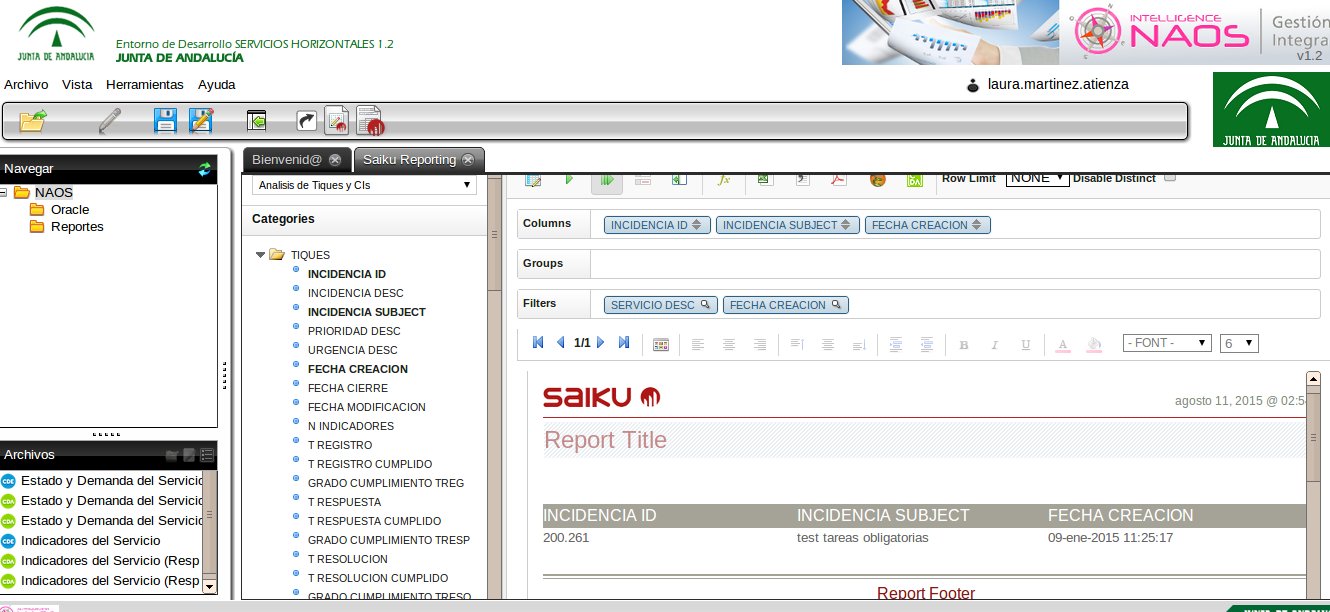 JUNTA DE ANDALUCIA
Entorno de Desarrollo SERVICIOS HORIZONTALES 1.2
JUNTA DE ANDALUCÍA
INTELLIGENCE
NAOS
Gestión
Integra
v1.2
Archivo Vista Herramientas Ayuda
laura.martinez.atienza
JUNTA DE ANDALUCIA
Navegar
NAOS
Oracle
Reportes
Archivos
CDE Estado y Demanda del Servicio
CDA Estado y Demanda del Servicio
CDA Estado y Demanda del Servicio
CDE Indicadores del Servicio
CDA Indicadores del Servicio (Resp
CDA Indicadores del Servicio (Resp
Bienvenid@ Saiku Reporting
Analisis de Tiques y CIs
Categories
TIQUES
INCIDENCIA ID
INCIDENCIA DESC
INCIDENCIA SUBJECT
PRIORIDAD DESC
URGENCIA DESC
FECHA CREACION
FECHA CIERRE
FECHA MODIFICACION
N INDICADORES
T REGISTRO
T REGISTRO CUMPLIDO
GRADO CUMPLIMIENTO TREG
T RESPUESTA
T RESPUESTA CUMPLIDO
GRADO CUMPLIMIENTO TRESP
T RESOLUCION
T RESOLUCION CUMPLIDO
GRADO CUMPLIMIENTO TRESO
Row Limit NONE Disable Distinct
Columns INCIDENCIA ID INCIDENCIA SUBJECT FECHA CREACION
Groups
Filters SERVICIO DESC FECHA CREACION
1/1 B I U A - FONT - 6
saiku
agosto 11, 2015 @ 02:5
Report Title
INCIDENCIA ID INCIDENCIA SUBJECT FECHA CREACION
200.261 test tareas obligatorias 09-ene-2015 11:25:17
Report Footer